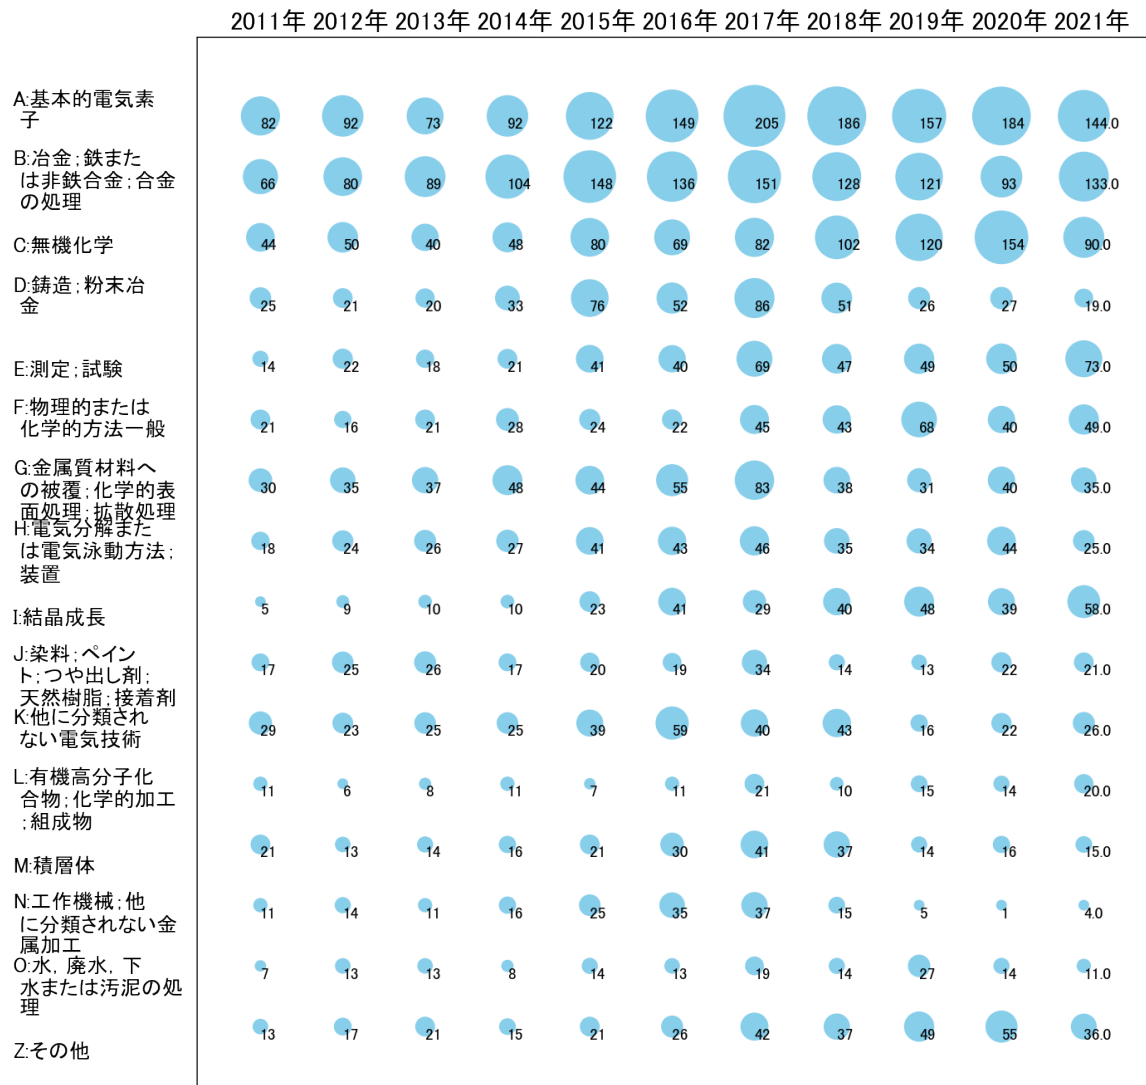 2011年 2012年 2013年 2014年 2015年 2016年 2017年 2018年 2019年 2020年 2021年
A:基本的電気素
子
82 92 73 92 122 149 205 186 157 184 144.0
B:冶金;鉄また
は非鉄合金;合金
の処理
66 80 89 104 148 136 151 128 121 93 133.0
C:無機化学
44 50 40 48 80 69 82 102 120 154 90.0
D:鋳造;粉末冶
金
25 21 20 33 76 52 86 51 26 27 19.0
E:測定;試験
14 22 18 21 41 40 69 47 49 50 73.0
F:物理的または
化学的方法一般
21 16 21 28 24 22 45 43 68 40 49.0
G:金属質材料へ
の被覆;化学的表
面処理;拡散処理
30 35 37 48 44 55 83 38 31 40 35.0
H:電気分解また
は電気泳動方法;
装置
18 24 26 27 41 43 46 35 34 44 25.0
I:結晶成長
5 9 10 10 23 41 29 40 48 39 58.0
J:染料;ペイン
ト;つや出し剤;
天然樹脂;接着剤
17 25 26 17 20 19 34 14 13 22 21.0
K:他に分類され
ない電気技術
29 23 25 25 39 59 40 43 16 22 26.0
L:有機高分子化
合物;化学的加工
;組成物
11 6 8 11 7 11 21 10 15 14 20.0
M:積層体
21 13 14 16 21 30 41 37 14 16 15.0
N:工作機械;他
に分類されない金
属加工
11 14 11 16 25 35 37 15 5 1 4.0
O:水,廃水,下
水または汚泥の処
理
7 13 13 8 14 13 19 14 27 14 11.0
Z:その他
13 17 21 15 21 26 42 37 49 55 36.0